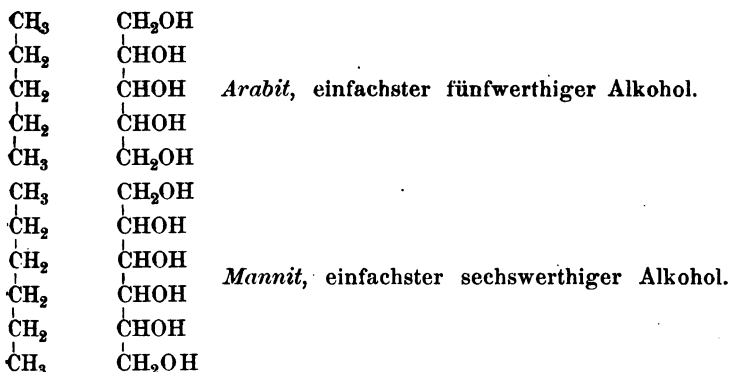 CH₃ CH₂OH
CH₂ CHOH
CH₂ CHOH Arabit, einfachster fünfwerthiger Alkohol.
CH₂ CHOH
CH₃ CH₂OH
CH₃ CH₂OH
CH₂ CHOH
CH₂ CHOH
Mannit, einfachster sechswerthiger Alkohol.
CH₂ CHOH
CH₂ CHOH
CH₃ CH₂OH